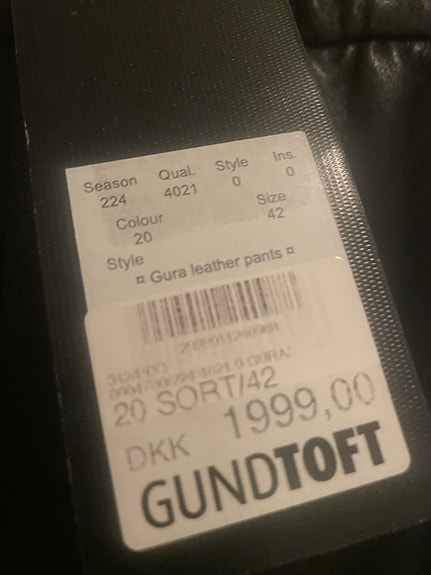 Season Qual. Style Ins.
224 4021 0 0
Colour Size
20 42
Style
¤ Gura leather pants ¤
20 SORT/42
DKK 1999,00
GUNDTOFT